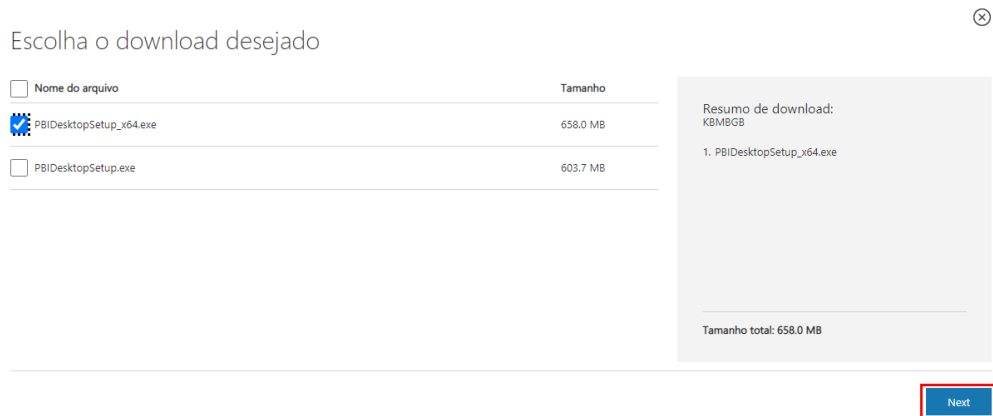 Escolha o download desejado
Nome do arquivo Tamanho
PBIDesktopSetup_x64.exe 658.0 MB
PBIDesktopSetup.exe 603.7 MB
Resumo de download:
KBMBGB
1. PBIDesktopSetup_x64.exe
Tamanho total: 658.0 MB
Next